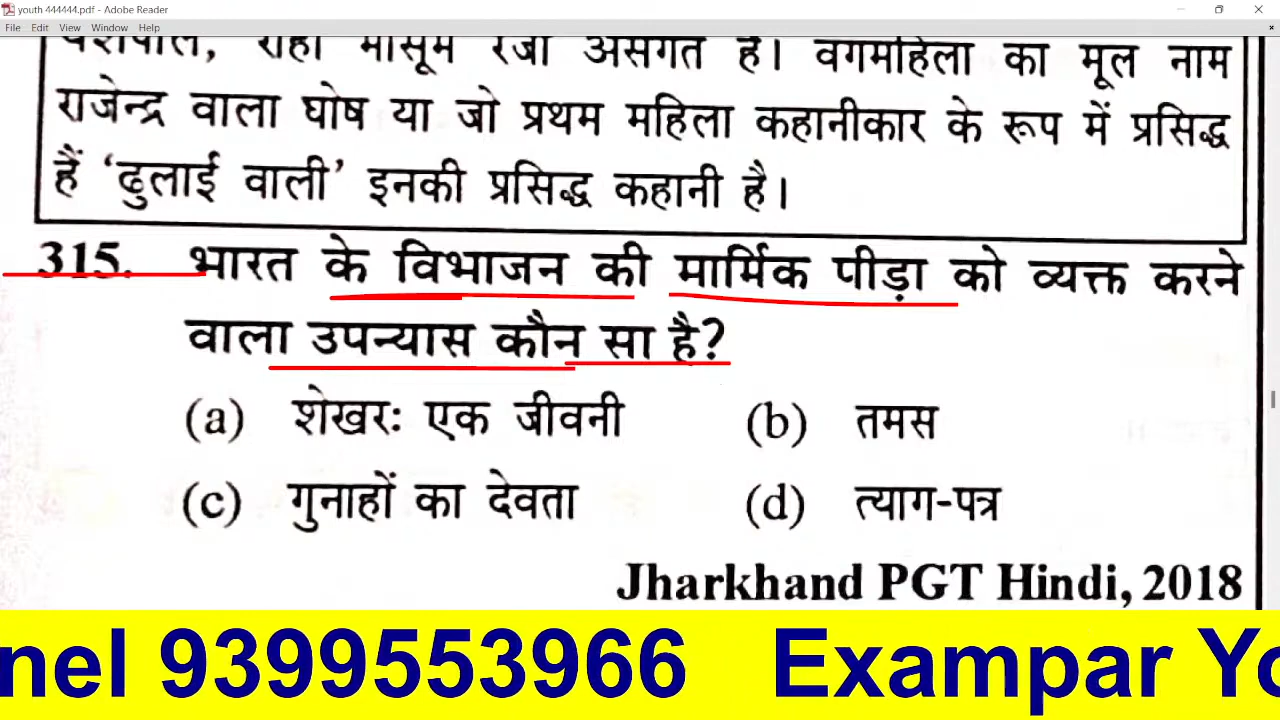 youth 444444.pdf - Adobe Reader
File Edit View Window Help
राही मासूम रजा असंगत है। वंगमहिला का मूल नाम
राजेन्द्र वाला घोष या जो प्रथम महिला कहानीकार के रूप में प्रसिद्ध
हैं ‘ढुलाई वाली’ इनकी प्रसिद्ध कहानी है।
315. भारत के विभाजन की मार्मिक पीड़ा को व्यक्त करने
वाला उपन्यास कौन सा है?
(a) शेखरः एक जीवनी (b) तमस
(c) गुनाहों का देवता (d) त्याग-पत्र
Jharkhand PGT Hindi, 2018
nel 9399553966 Exampar Yo